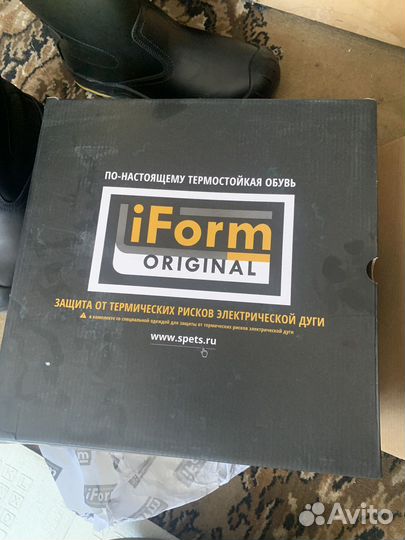 ПО-НАСТОЯЩЕМУ ТЕРМОСТОЙКАЯ ОБУВЬ
iForm
ORIGINAL
ЗАЩИТА ОТ ТЕРМИЧЕСКИХ РИСКОВ ЭЛЕКТРИЧЕСКОЙ ДУГИ
в комплекте со специальной одеждой для защиты от термических рисков электрической дуги
www.spets.ru
iForm
Avito